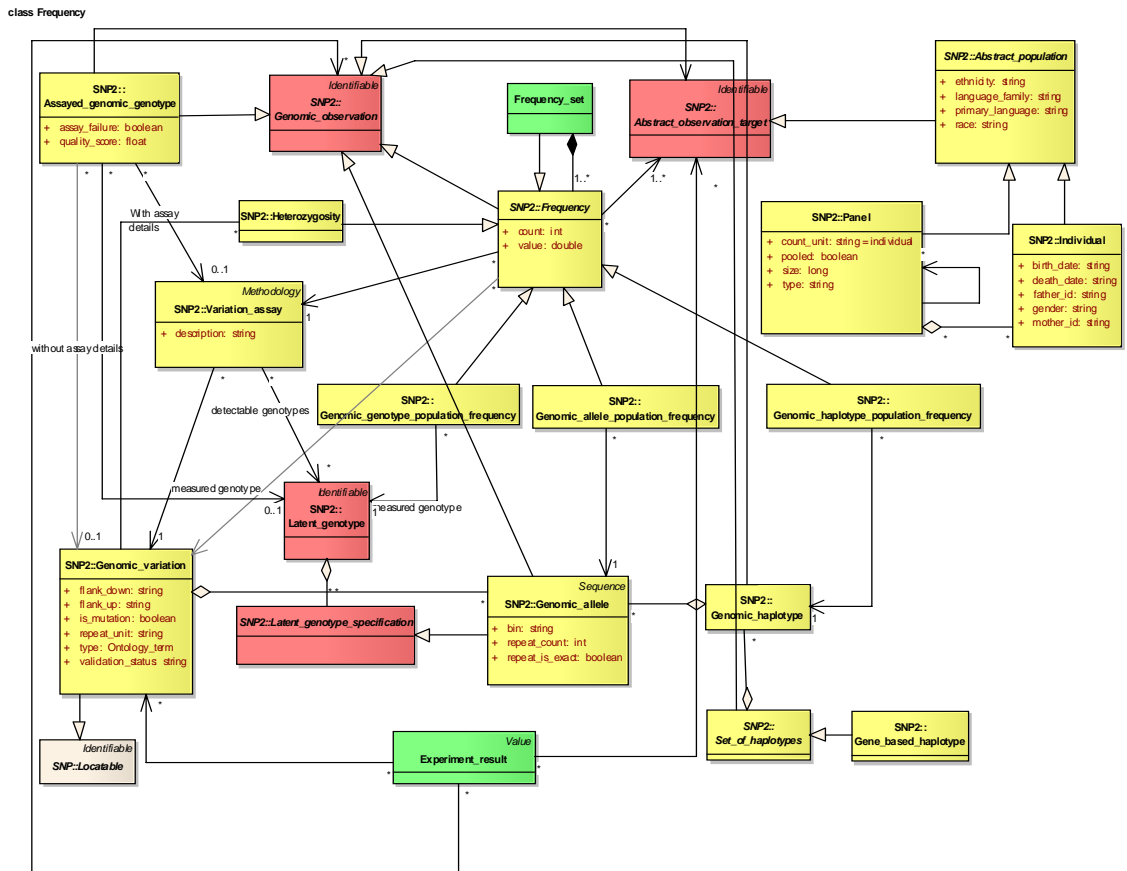 class Frequency
SNP2::
Assayed_genomic_genotype
+ assay_failure: boolean
+ quality_score: float
Identifiable
SNP2::
Genomic_observation
Frequency_set
Identifiable
SNP2::
Abstract_observation_target
SNP2::Abstract_population
+ ethnicity: string
+ language_family: string
+ primary_language: string
+ race: string
*
1..*
1..*
*
*
*
*
*
With assay
details
SNP2::Heterozygosity
*
SNP2::Frequency
+ count: int
+ value: double
*
*
*
SNP2::Panel
+ count_unit: string = individual
+ pooled: boolean
+ size: long
+ type: string
*
*
*
SNP2::Individual
+ birth_date: string
+ death_date: string
+ father_id: string
+ gender: string
+ mother_id: string
0..1
Methodology
SNP2::Variation_assay
+ description: string
1
without assay details
*
*
detectable genotypes
*
SNP2::
Genomic_genotype_population_frequency
*
SNP2::
Genomic_allele_population_frequency
*
SNP2::
Genomic_haplotype_population_frequency
*
measured genotype
0..1
Identifiable
SNP2::
Latent_genotype
1
measured genotype
0..1
1
SNP2::Genomic_variation
+ flank_down: string
+ flank_up: string
+ is_mutation: boolean
+ repeat_unit: string
+ type: Ontology_term
+ validation_status: string
*
**
SNP2::Latent_genotype_specification
1
*
Sequence
SNP2::Genomic_allele
+ bin: string
+ repeat_count: int
+ repeat_is_exact: boolean
*
SNP2::
Genomic_haplotype
1
*
Identifiable
SNP::Locatable
Value
Experiment_result
*
*
*
SNP2::
Set_of_haplotypes
SNP2::
Gene_based_haplotype